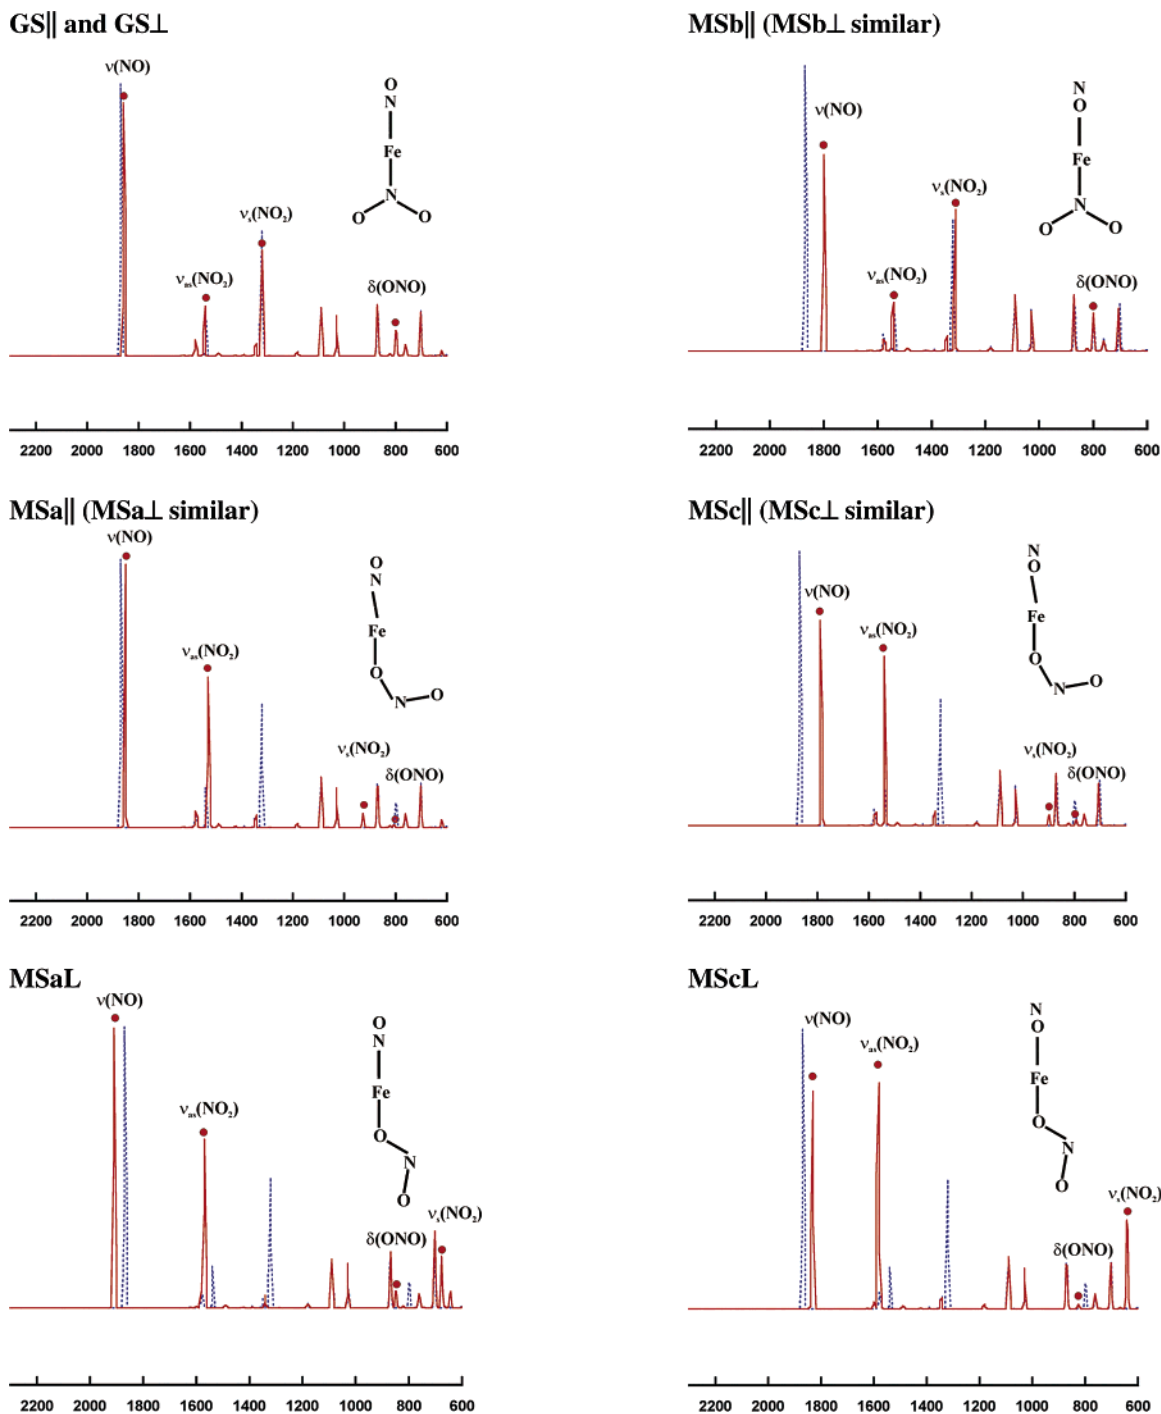 GS|| and GS⊥
ν(NO)
O
N
Fe
N
O O
νs(NO2)
νas(NO2)
δ(ONO)
2200 2000 1800 1600 1400 1200 1000 800 600
MSb|| (MSb⊥ similar)
ν(NO)
N
O
Fe
N
O O
νs(NO2)
νas(NO2)
δ(ONO)
2200 2000 1800 1600 1400 1200 1000 800 600
MSa|| (MSa⊥ similar)
ν(NO)
O
N
Fe
O
N O
νas(NO2)
νs(NO2)
δ(ONO)
2200 2000 1800 1600 1400 1200 1000 800 600
MSc|| (MSc⊥ similar)
N
O
ν(NO)
Fe
νas(NO2)
O
N O
νs(NO2)
δ(ONO)
2200 2000 1800 1600 1400 1200 1000 800 600
MSaL
ν(NO)
O
N
Fe
νas(NO2)
O
N
O
νs(NO2)
δ(ONO)
2200 2000 1800 1600 1400 1200 1000 800 600
MScL
N
O
ν(NO)
νas(NO2)
Fe
O
N
O
νs(NO2)
δ(ONO)
2200 2000 1800 1600 1400 1200 1000 800 600